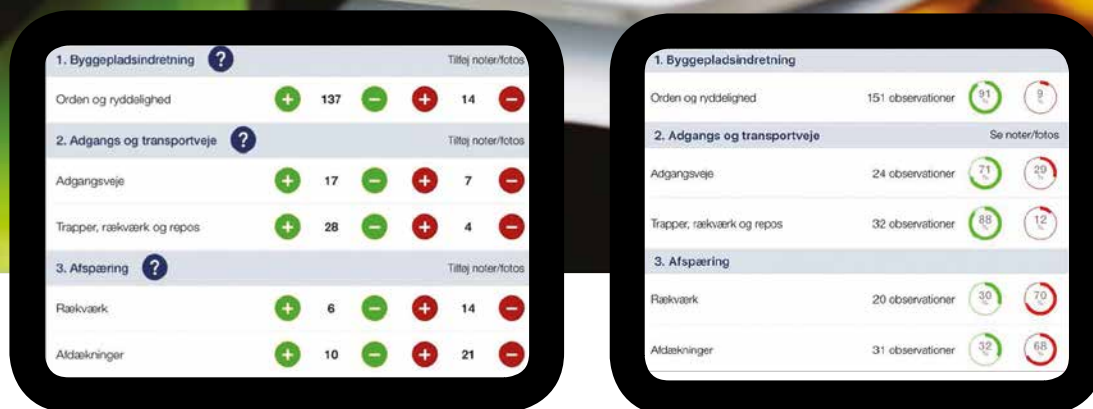 1. Byggepladsindretning ? Tilføj noter/fotos
Orden og ryddelighed + 137 − + 14 −
2. Adgangs og transportveje ? Tilføj noter/fotos
Adgangsveje + 17 − + 7 −
Trapper, rækværk og repos + 28 − + 4 −
3. Afspæring ? Tilføj noter/fotos
Rækværk + 6 − + 14 −
Afdækninger + 10 − + 21 −
1. Byggepladsindretning
Orden og ryddelighed 151 observationer 91 % 9 %
2. Adgangs og transportveje Se noter/fotos
Adgangsveje 24 observationer 71 % 29 %
Trapper, rækværk og repos 32 observationer 88 % 12 %
3. Afspæring
Rækværk 20 observationer 30 % 70 %
Afdækninger 31 observationer 32 % 68 %